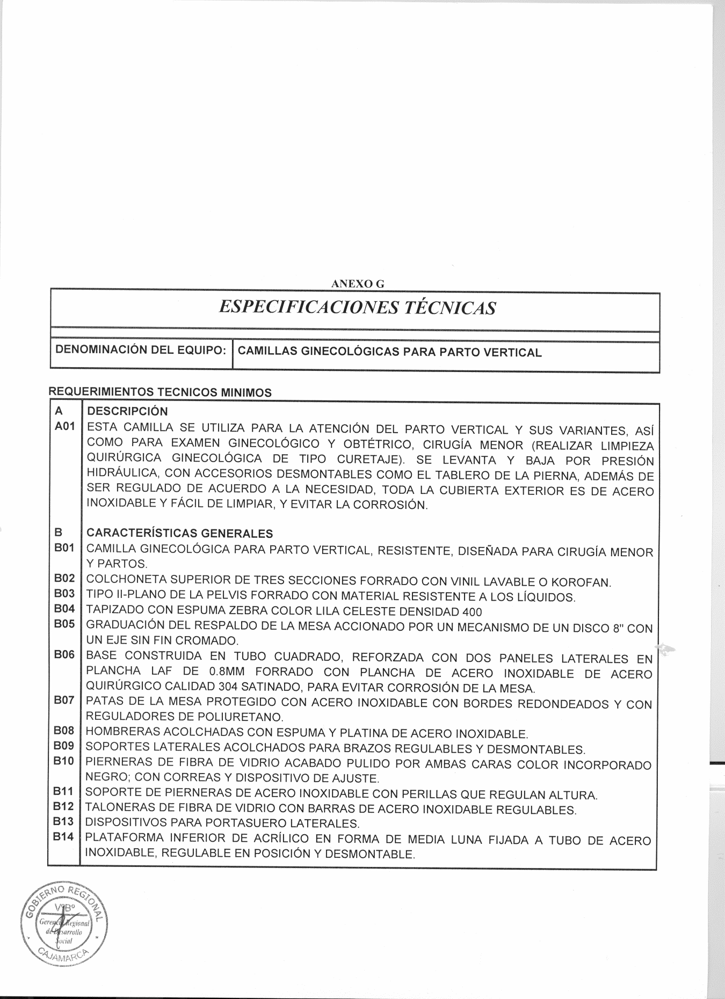 ANEXO G
ESPECIFICACIONES TÉCNICAS
DENOMINACIÓN DEL EQUIPO: CAMILLAS GINECOLÓGICAS PARA PARTO VERTICAL
REQUERIMIENTOS TECNICOS MINIMOS
A DESCRIPCIÓN
A01 ESTA CAMILLA SE UTILIZA PARA LA ATENCIÓN DEL PARTO VERTICAL Y SUS VARIANTES, ASÍ
COMO PARA EXAMEN GINECOLÓGICO Y OBTÉTRICO, CIRUGÍA MENOR (REALIZAR LIMPIEZA
QUIRÚRGICA GINECOLÓGICA DE TIPO CURETAJE). SE LEVANTA Y BAJA POR PRESIÓN
HIDRÁULICA, CON ACCESORIOS DESMONTABLES COMO EL TABLERO DE LA PIERNA, ADEMÁS DE
SER REGULADO DE ACUERDO A LA NECESIDAD, TODA LA CUBIERTA EXTERIOR ES DE ACERO
INOXIDABLE Y FÁCIL DE LIMPIAR, Y EVITAR LA CORROSIÓN.
B CARACTERÍSTICAS GENERALES
B01 CAMILLA GINECOLÓGICA PARA PARTO VERTICAL, RESISTENTE, DISEÑADA PARA CIRUGÍA MENOR
Y PARTOS.
B02 COLCHONETA SUPERIOR DE TRES SECCIONES FORRADO CON VINIL LAVABLE O KOROFAN.
B03 TIPO II-PLANO DE LA PELVIS FORRADO CON MATERIAL RESISTENTE A LOS LÍQUIDOS.
B04 TAPIZADO CON ESPUMA ZEBRA COLOR LILA CELESTE DENSIDAD 400
B05 GRADUACIÓN DEL RESPALDO DE LA MESA ACCIONADO POR UN MECANISMO DE UN DISCO 8" CON
UN EJE SIN FIN CROMADO.
B06 BASE CONSTRUIDA EN TUBO CUADRADO, REFORZADA CON DOS PANELES LATERALES EN
PLANCHA LAF DE 0.8MM FORRADO CON PLANCHA DE ACERO INOXIDABLE DE ACERO
QUIRÚRGICO CALIDAD 304 SATINADO, PARA EVITAR CORROSIÓN DE LA MESA.
B07 PATAS DE LA MESA PROTEGIDO CON ACERO INOXIDABLE CON BORDES REDONDEADOS Y CON
REGULADORES DE POLIURETANO.
B08 HOMBRERAS ACOLCHADAS CON ESPUMA Y PLATINA DE ACERO INOXIDABLE.
B09 SOPORTES LATERALES ACOLCHADOS PARA BRAZOS REGULABLES Y DESMONTABLES.
B10 PIERNERAS DE FIBRA DE VIDRIO ACABADO PULIDO POR AMBAS CARAS COLOR INCORPORADO
NEGRO; CON CORREAS Y DISPOSITIVO DE AJUSTE.
B11 SOPORTE DE PIERNERAS DE ACERO INOXIDABLE CON PERILLAS QUE REGULAN ALTURA.
B12 TALONERAS DE FIBRA DE VIDRIO CON BARRAS DE ACERO INOXIDABLE REGULABLES.
B13 DISPOSITIVOS PARA PORTASUERO LATERALES.
B14 PLATAFORMA INFERIOR DE ACRÍLICO EN FORMA DE MEDIA LUNA FIJADA A TUBO DE ACERO
INOXIDABLE, REGULABLE EN POSICIÓN Y DESMONTABLE.
GOBIERNO REGIONAL
VºBº
Gerencia Regional
de Desarrollo
Social
CAJAMARCA